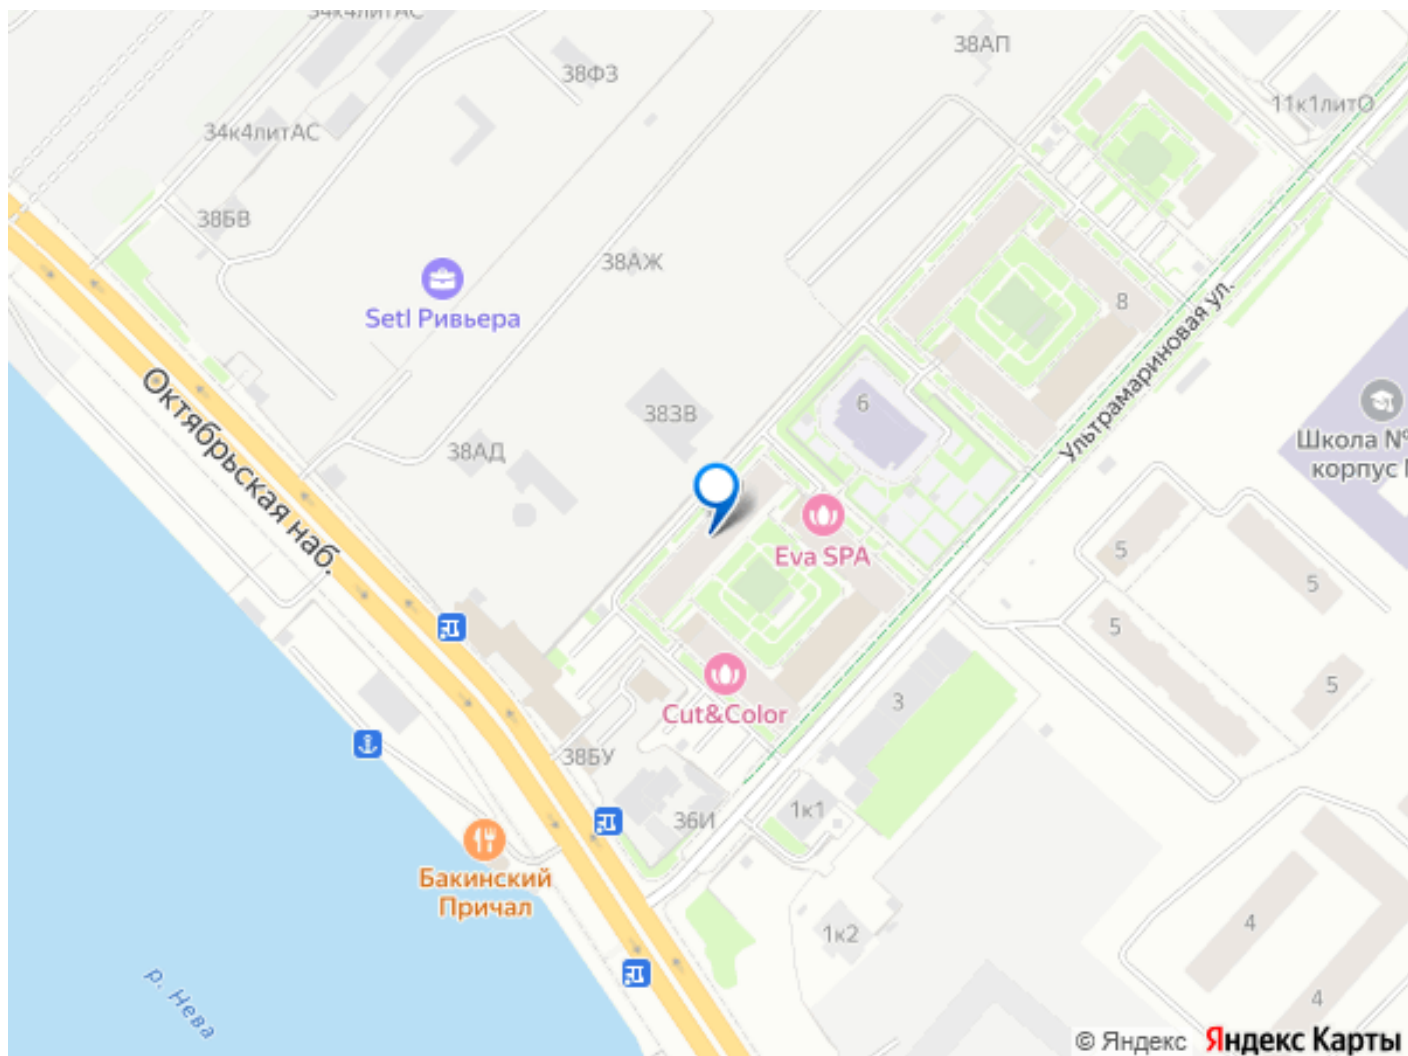 34к4литАС
38АП
38ФЗ
11к1литО
34к4литАС
38БВ
38АЖ
Setl Ривьера
8
Ультрамариновая ул.
Октябрьская наб.
6
38ЗВ
Школа №
корпус
38АД
Eva SPA
5
5
5
5
Cut&Color
3
38БУ
1к1
36И
Бакинский
Причал
4
1к2
р. Нева
4
© Яндекс Яндекс Карты